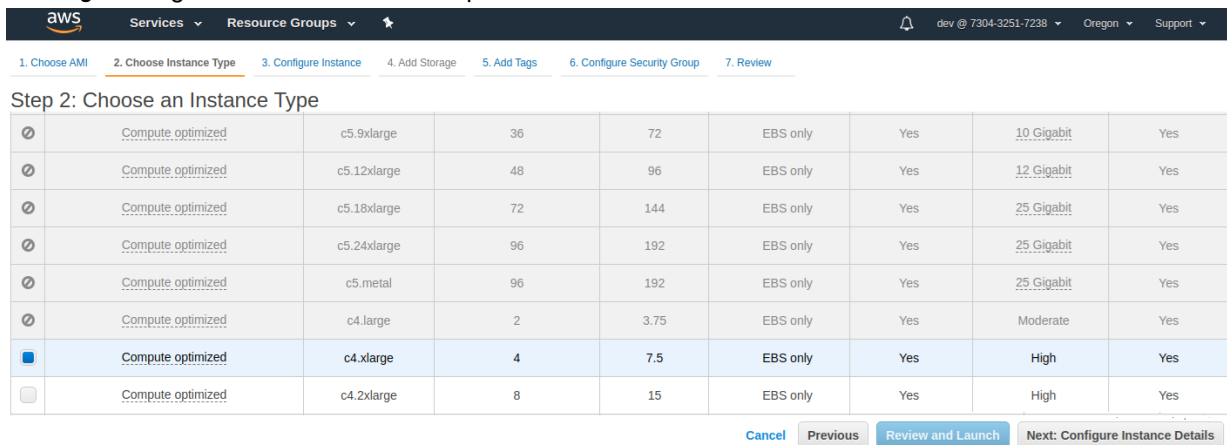 aws Services Resource Groups dev @ 7304-3251-7238 Oregon Support
1. Choose AMI 2. Choose Instance Type 3. Configure Instance 4. Add Storage 5. Add Tags 6. Configure Security Group 7. Review
Step 2: Choose an Instance Type
Compute optimized c5.9xlarge 36 72 EBS only Yes 10 Gigabit Yes
Compute optimized c5.12xlarge 48 96 EBS only Yes 12 Gigabit Yes
Compute optimized c5.18xlarge 72 144 EBS only Yes 25 Gigabit Yes
Compute optimized c5.24xlarge 96 192 EBS only Yes 25 Gigabit Yes
Compute optimized c5.metal 96 192 EBS only Yes 25 Gigabit Yes
Compute optimized c4.large 2 3.75 EBS only Yes Moderate Yes
Compute optimized c4.xlarge 4 7.5 EBS only Yes High Yes
Compute optimized c4.2xlarge 8 15 EBS only Yes High Yes
Cancel Previous Review and Launch Next: Configure Instance Details